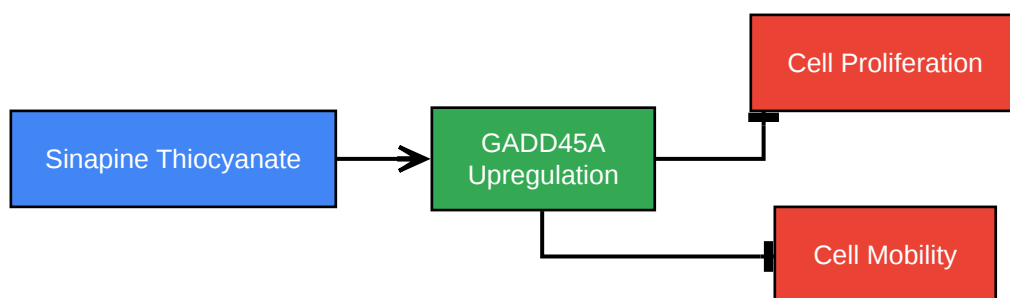 Cell Proliferation
Sinapine Thiocyanate
GADD45A
Upregulation
Cell Mobility